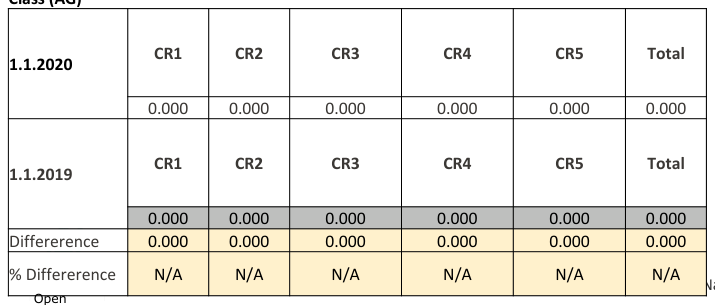 Class (AG)
1.1.2020 CR1 CR2 CR3 CR4 CR5 Total
0.000 0.000 0.000 0.000 0.000 0.000
1.1.2019 CR1 CR2 CR3 CR4 CR5 Total
0.000 0.000 0.000 0.000 0.000 0.000
Differerence 0.000 0.000 0.000 0.000 0.000 0.000
% Differerence N/A N/A N/A N/A N/A N/A
Open